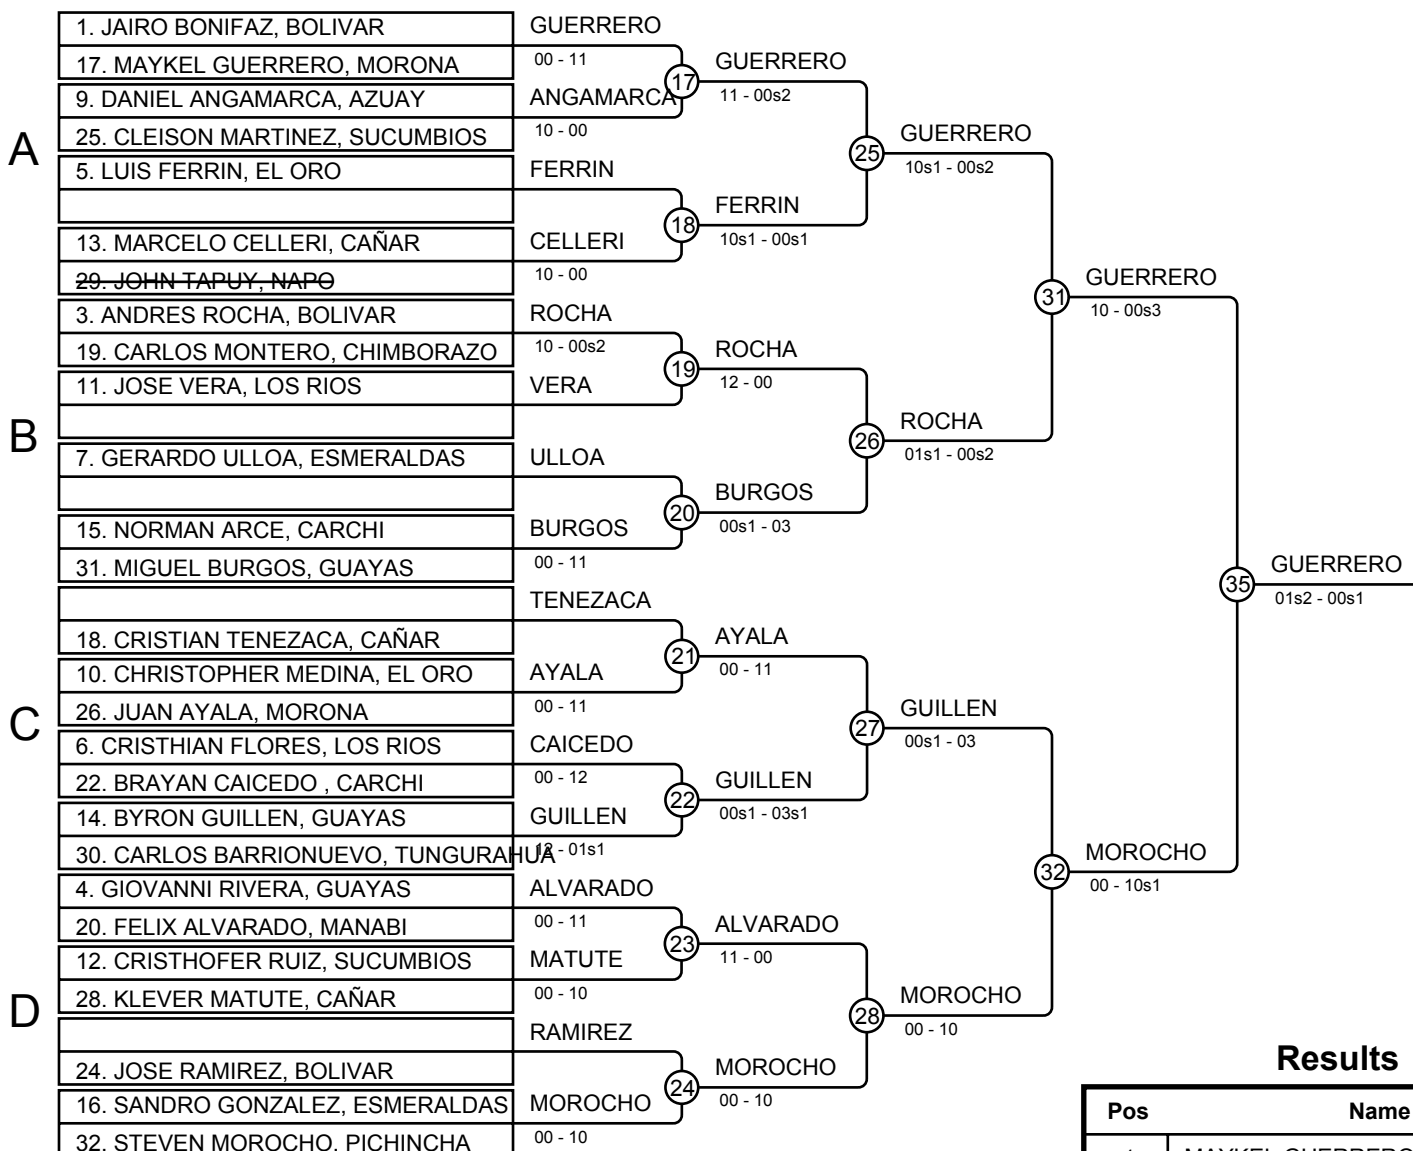 A
1. JAIRO BONIFAZ, BOLIVAR
17. MAYKEL GUERRERO, MORONA
9. DANIEL ANGAMARCA, AZUAY
25. CLEISON MARTINEZ, SUCUMBIOS
5. LUIS FERRIN, EL ORO
13. MARCELO CELLERI, CAÑAR
29. JOHN TAPUY, NAPO
B
3. ANDRES ROCHA, BOLIVAR
19. CARLOS MONTERO, CHIMBORAZO
11. JOSE VERA, LOS RIOS
7. GERARDO ULLOA, ESMERALDAS
15. NORMAN ARCE, CARCHI
31. MIGUEL BURGOS, GUAYAS
C
18. CRISTIAN TENEZACA, CAÑAR
10. CHRISTOPHER MEDINA, EL ORO
26. JUAN AYALA, MORONA
6. CRISTHIAN FLORES, LOS RIOS
22. BRAYAN CAICEDO , CARCHI
14. BYRON GUILLEN, GUAYAS
30. CARLOS BARRIONUEVO, TUNGURAHUA
D
4. GIOVANNI RIVERA, GUAYAS
20. FELIX ALVARADO, MANABI
12. CRISTHOFER RUIZ, SUCUMBIOS
28. KLEVER MATUTE, CAÑAR
24. JOSE RAMIREZ, BOLIVAR
16. SANDRO GONZALEZ, ESMERALDAS
32. STEVEN MOROCHO, PICHINCHA
GUERRERO
00 - 11
ANGAMARCA
10 - 00
FERRIN
CELLERI
10 - 00
ROCHA
10 - 00s2
VERA
ULLOA
BURGOS
00 - 11
TENEZACA
AYALA
00 - 11
CAICEDO
00 - 12
GUILLEN
- 01s1
ALVARADO
00 - 11
MATUTE
00 - 10
RAMIREZ
MOROCHO
00 - 10
17
GUERRERO
11 - 00s2
18
FERRIN
10s1 - 00s1
19
ROCHA
12 - 00
20
BURGOS
00s1 - 03
21
AYALA
00 - 11
22
GUILLEN
00s1 - 03s1
23
ALVARADO
11 - 00
24
MOROCHO
00 - 10
25
GUERRERO
10s1 - 00s2
26
ROCHA
01s1 - 00s2
27
GUILLEN
00s1 - 03
28
MOROCHO
00 - 10
31
GUERRERO
10 - 00s3
32
MOROCHO
00 - 10s1
35
GUERRERO
01s2 - 00s1
Results
Pos Name
MAYKEL GUERRERO